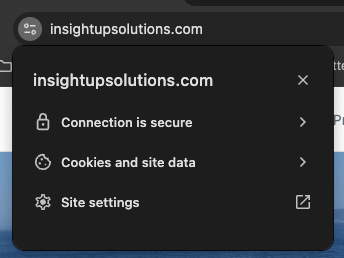 insightupsolutions.com
insightupsolutions.com
Connection is secure
Cookies and site data
Site settings